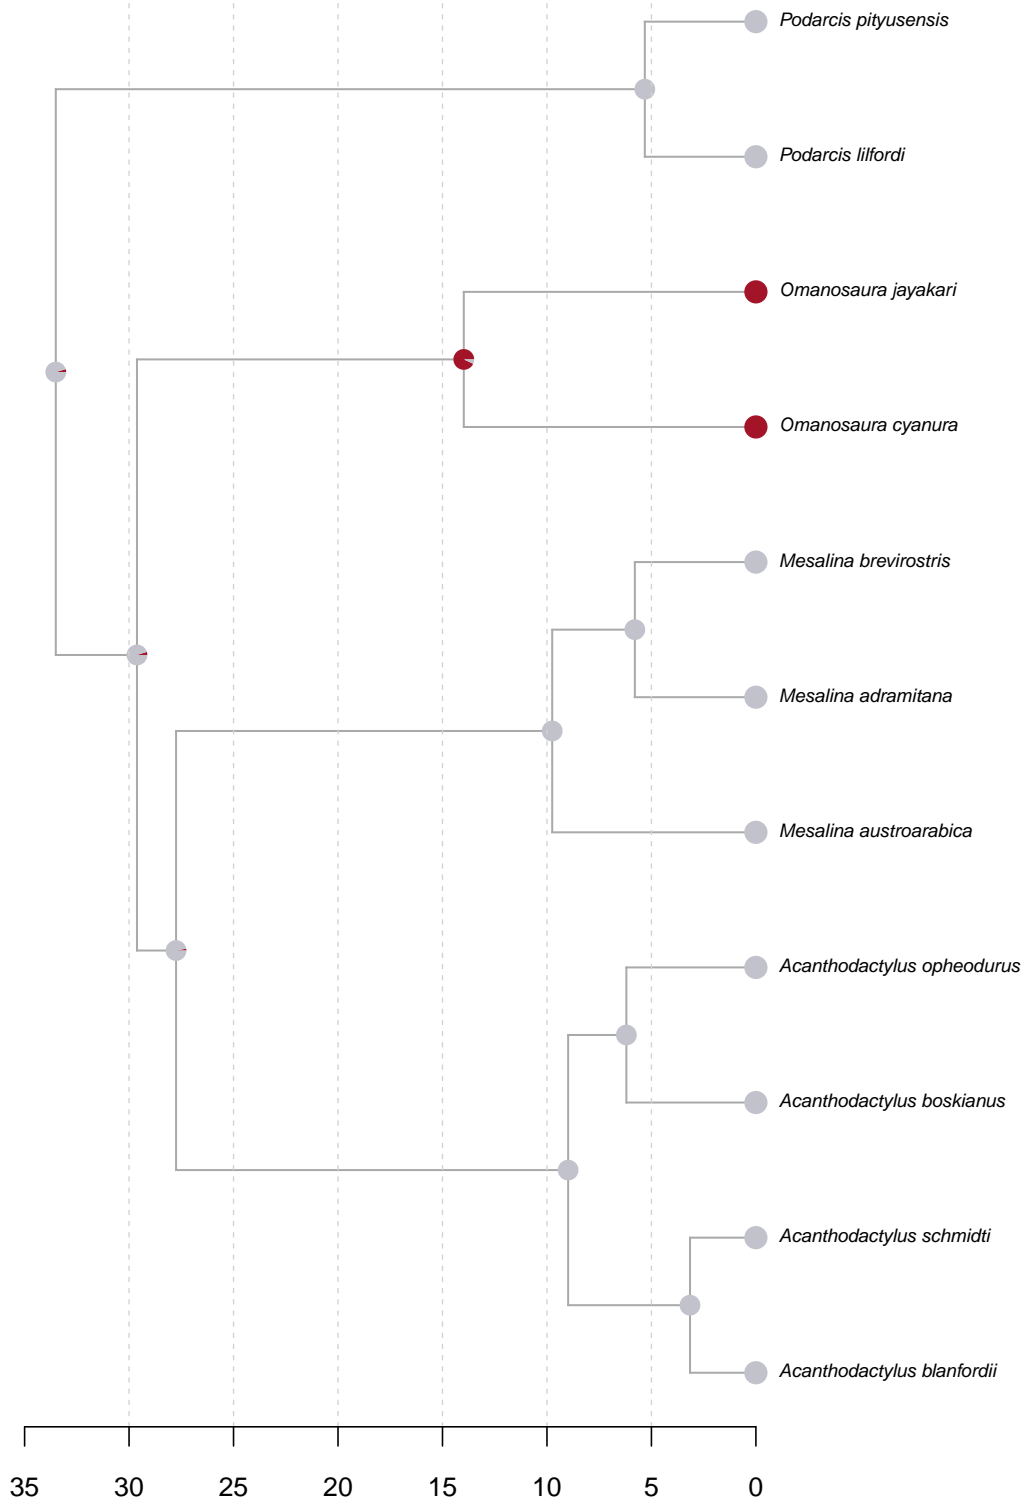 Podarcis pityusensis
Podarcis lilfordi
Omanosaura jayakari
Omanosaura cyanura
Mesalina brevirostris
Mesalina adramitana
Mesalina austroarabica
Acanthodactylus opheodurus
Acanthodactylus boskianus
Acanthodactylus schmidti
Acanthodactylus blanfordii
35 30 25 20 15 10 5 0